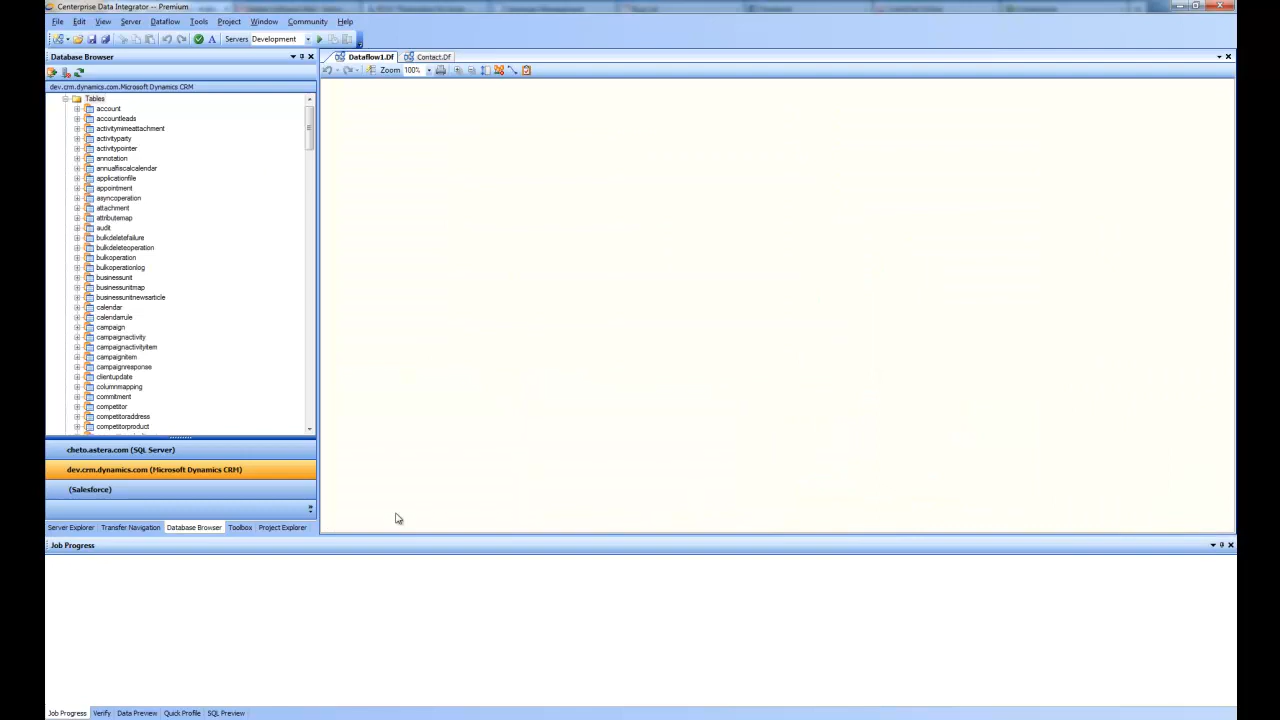 Centerprise Data Integrator -- Premium
File Edit View Server Dataflow Tools Project Window Community Help
Servers Development
Database Browser
Dataflow1.Df Contact.Df
Zoom 100%
dev.crm.dynamics.com.Microsoft Dynamics CRM
Tables
account
accountleads
activitymimeattachment
activityparty
activitypointer
annotation
annualfiscalcalendar
applicationfile
appointment
asyncoperation
attachment
attributemap
audit
bulkdeletefailure
bulkdeleteoperation
bulkoperation
bulkoperationlog
businessunit
businessunitmap
businessunitnewsarticle
calendar
calendarrule
campaign
campaignactivity
campaignactivityitem
campaignitem
campaignresponse
clientupdate
columnmapping
commitment
competitor
competitoraddress
competitorproduct
cheto.astera.com (SQL Server)
dev.crm.dynamics.com (Microsoft Dynamics CRM)
(Salesforce)
Server Explorer Transfer Navigation Database Browser Toolbox Project Explorer
Job Progress
Job Progress Verify Data Preview Quick Profile SQL Preview